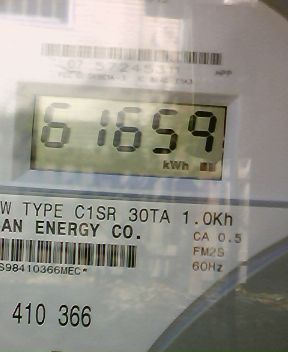 61659
kWh
W TYPE C1SR 30TA 1.0Kh
AN ENERGY CO.
CA 0.5
FM2S
60Hz
S98410366MEC*
410 366